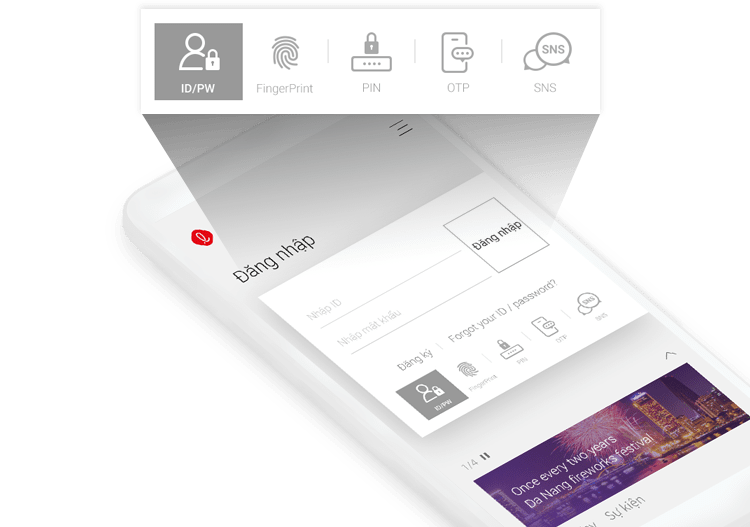 ID/PW
FingerPrint
PIN
OTP
SNS
SNS
Đăng nhập
Nhập ID
Nhập mật khẩu
Đăng nhập
Đăng ký
Forgot your ID / password?
ID/PW
FingerPrint
PIN
OTP
SNS
SNS
1/4
Once every two years
Da Nang fireworks festival
Sự kiện